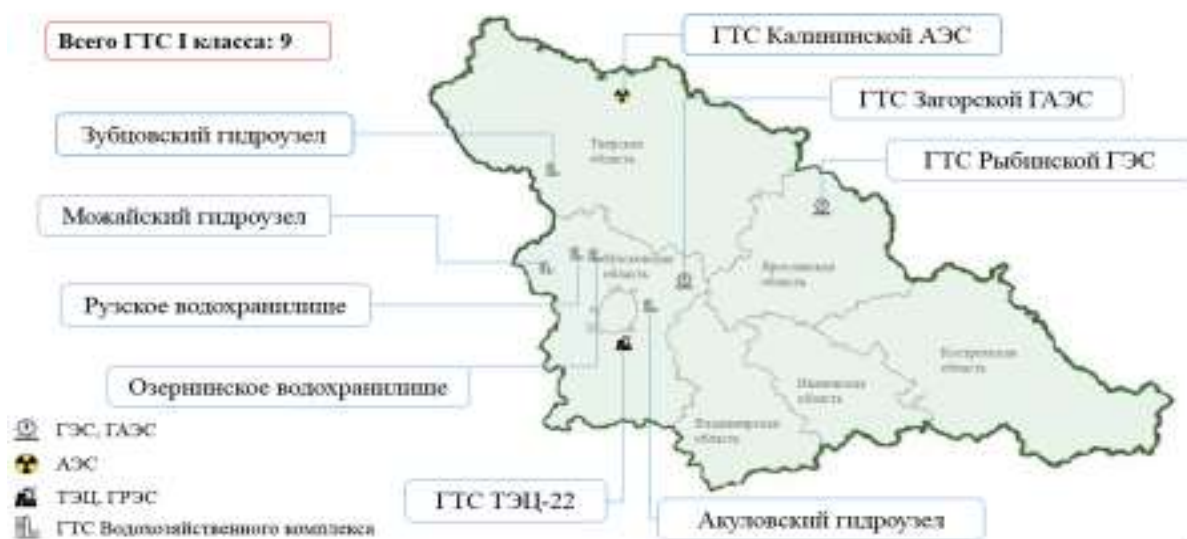 Всего ГТС I класса: 9
ГТС Калининской АЭС
ГТС Загорской ГАЭС
Зубцовский гидроузел
ГТС Рыбинской ГЭС
Тверская
область
Можайский гидроузел
Московская
область
Ярославская
область
Рузское водохранилище
Костромская
область
Озернинское водохранилище
Ивановская
область
Владимирская
область
ГЭС, ГАЭС
АЭС
ТЭЦ, ГРЭС
ГТС Водохозяйственного комплекса
ГТС ТЭЦ-22
Акуловский гидроузел